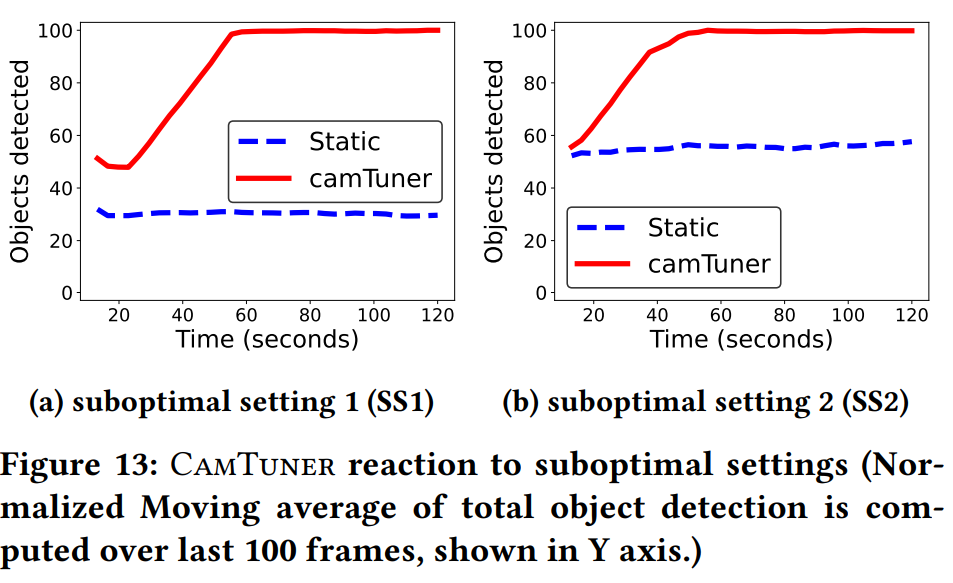 100
80
60
40
20
0
Objects detected
Static
camTuner
20 40 60 80 100 120
Time (seconds)
(a) suboptimal setting 1 (SS1)
100
80
60
40
20
0
Objects detected
Static
camTuner
20 40 60 80 100 120
Time (seconds)
(b) suboptimal setting 2 (SS2)
Figure 13: CAMTUNER reaction to suboptimal settings (Nor-
malized Moving average of total object detection is com-
puted over last 100 frames, shown in Y axis.)